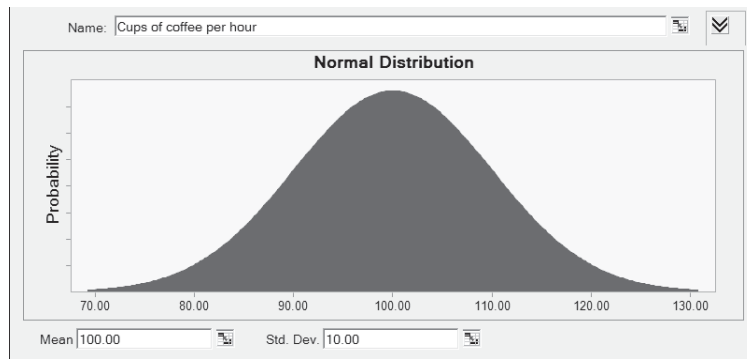 Name: Cups of coffee per hour
Normal Distribution
Probability
70.00 80.00 90.00 100.00 110.00 120.00 130.00
Mean 100.00 Std. Dev. 10.00